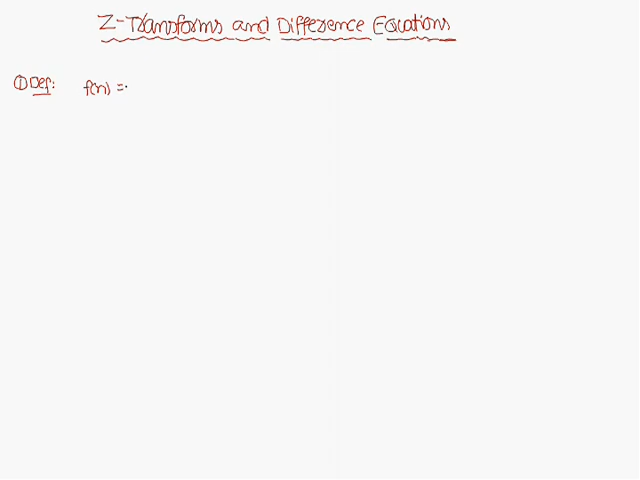 Z-Transforms and Difference Equations
① Def: f(n) =